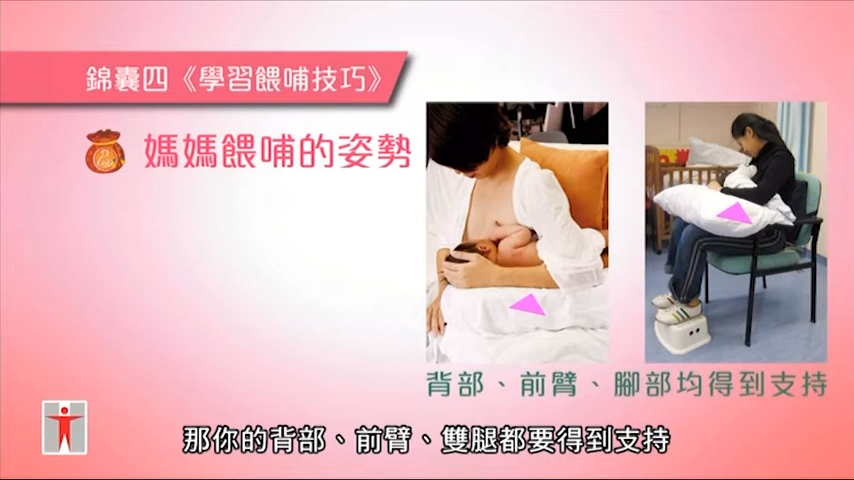 錦囊四《學習餵哺技巧》
媽媽餵哺的姿勢
背部、前臂、腳部均得到支持
那你的背部、前臂、雙腿都要得到支持